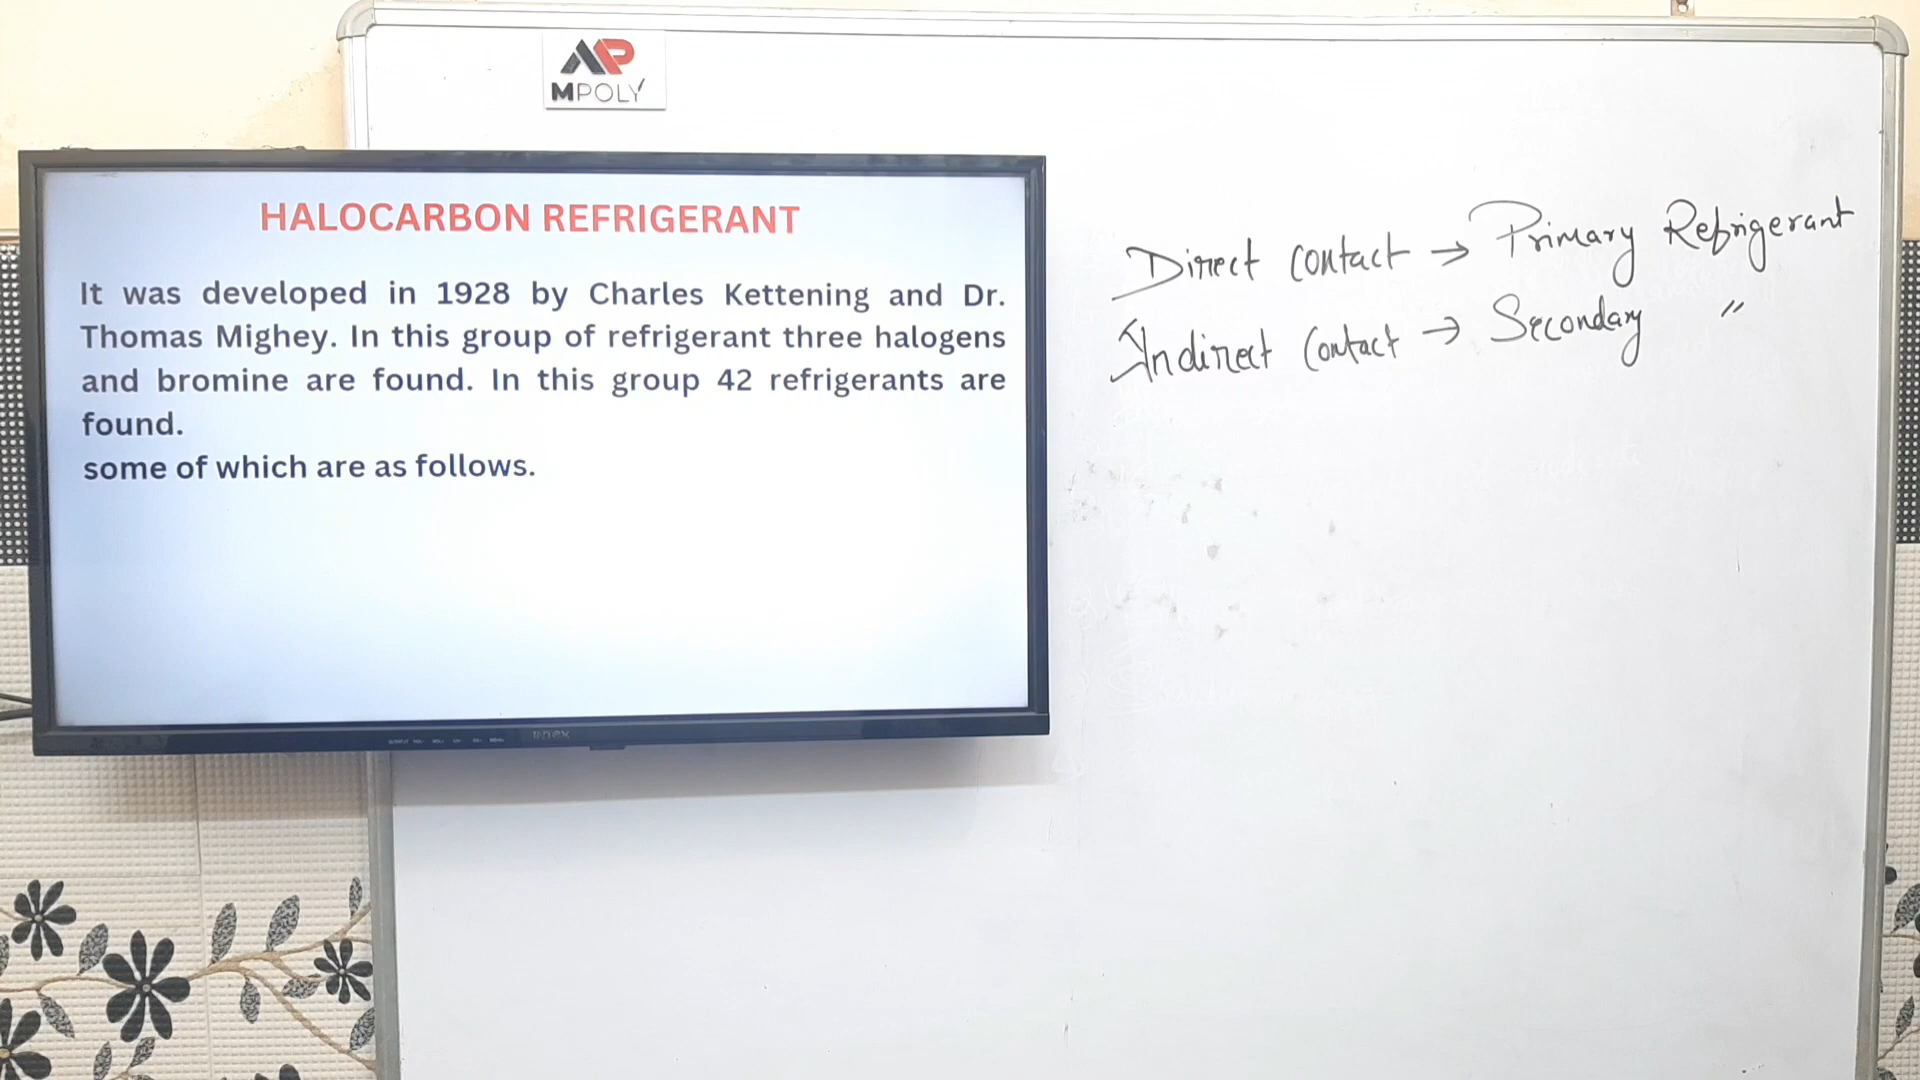 MPOLY
HALOCARBON REFRIGERANT
It was developed in 1928 by Charles Kettening and Dr.
Thomas Mighey. In this group of refrigerant three halogens
and bromine are found. In this group 42 refrigerants are
found.
some of which are as follows.
Direct contact → Primary Refrigerant
Indirect contact → Secondary "